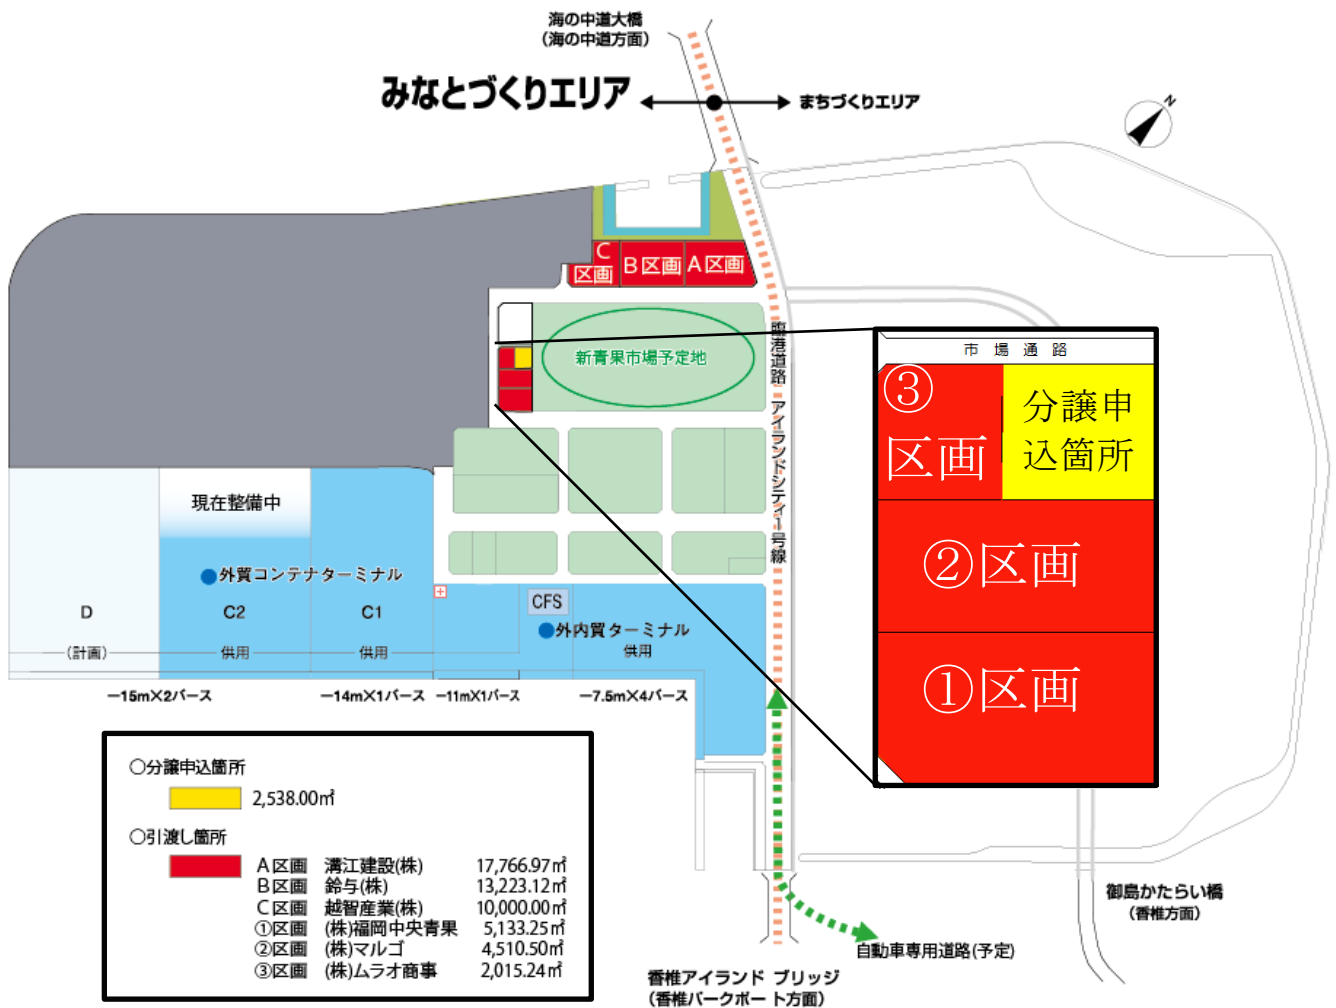 海の中道大橋
(海の中道方面)
みなとづくりエリア
まちづくりエリア
N
C
区画
B区画
A区画
新青果市場予定地
臨港道路 アイランドシティ1号線
市場通路
③
区画
分譲申
込箇所
②区画
①区画
現在整備中
外貿コンテナターミナル
D
C2
C1
(計画)
供用
供用
CFS
外内貿ターミナル
供用
−15m×2バース
−14m×1バース
−11m×1バース
−7.5m×4バース
○分譲申込箇所
2,538.00㎡
○引渡し箇所
A区画 溝江建設(株) 17,766.97㎡
B区画 鈴与(株) 13,223.12㎡
C区画 越智産業(株) 10,000.00㎡
①区画 (株)福岡中央青果 5,133.25㎡
②区画 (株)マルゴ 4,510.50㎡
③区画 (株)ムラオ商事 2,015.24㎡
御島かたらい橋
(香椎方面)
自動車専用道路(予定)
香椎アイランド ブリッジ
(香椎パークポート方面)